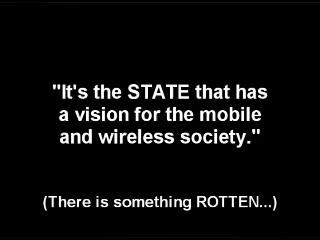 "It's the STATE that has
a vision for the mobile
and wireless society."
(There is something ROTTEN...)